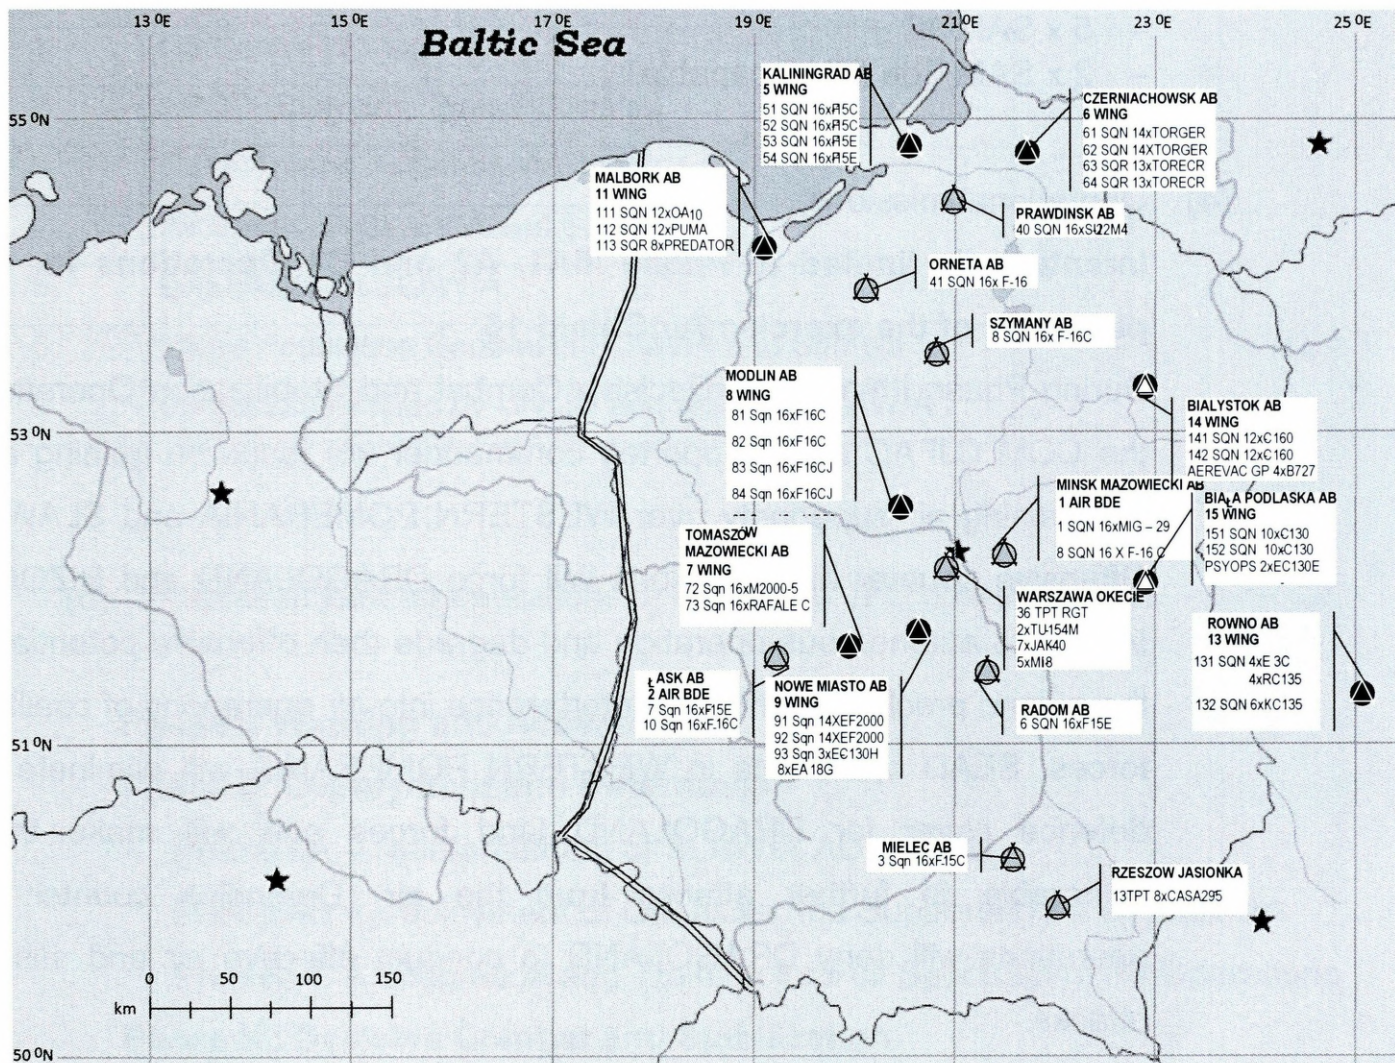 13 ⁰E
15 ⁰E
17 ⁰E
19 ⁰E
21 ⁰E
23 ⁰E
25 ⁰E
Baltic Sea
55 ⁰N
53 ⁰N
51 ⁰N
50 ⁰N
KALININGRAD AB
5 WING
51 SQN 16xF15C
52 SQN 16xF15C
53 SQN 16xF15E
54 SQN 16xF15E
CZERNIACHOWSK AB
6 WING
61 SQN 14xTORGER
62 SQN 14XTORGER
63 SQR 13xTORECR
64 SQR 13xTORECR
MALBORK AB
11 WING
111 SQN 12xOA10
112 SQN 12xPUMA
113 SQR 8xPREDATOR
PRAWDINSK AB
40 SQN 16xSU22M4
ORNETA AB
41 SQN 16x F-16
SZYMANY AB
8 SQN 16x F-16C
MODLIN AB
8 WING
81 Sqn 16xF16C
82 Sqn 16xF16C
83 Sqn 16xF16CJ
84 Sqn 16xF16CJ
BIALYSTOK AB
14 WING
141 SQN 12xC160
142 SQN 12xC160
AEREVAC GP 4xB727
MINSK MAZOWIECKI AB
1 AIR BDE
1 SQN 16xMIG – 29
8 SQN 16 X F-16 C
BIAŁA PODLASKA AB
15 WING
151 SQN 10xC130
152 SQN 10xC130
PSYOPS 2xEC130E
TOMASZÓW
MAZOWIECKI AB
7 WING
72 Sqn 16xM2000-5
73 Sqn 16xRAFALE C
WARSZAWA OKECIE
36 TPT RGT
2xTU-154M
7xJAK40
5xMI-8
ROWNO AB
13 WING
131 SQN 4xE 3C
4xRC135
132 SQN 6xKC135
ŁASK AB
2 AIR BDE
7 Sqn 16xF15E
10 Sqn 16xF.16C
NOWE MIASTO AB
9 WING
91 Sqn 14XEF2000
92 Sqn 14XEF2000
93 Sqn 3xEC130H
8xEA 18G
RADOM AB
6 SQN 16xF15E
MIELEC AB
3 Sqn 16xF.15C
RZESZOW JASIONKA
13TPT 8xCASA295
0 50 100 150
km